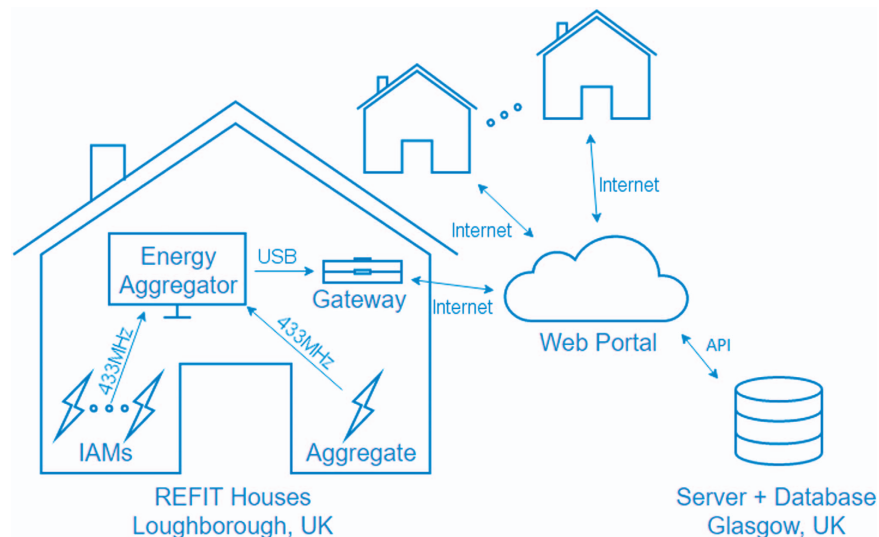 Internet
Internet
Energy
Aggregator
USB
Gateway
Internet
Web Portal
433MHz
433MHz
API
IAMs
Aggregate
REFIT Houses
Loughborough, UK
Server + Database
Glasgow, UK